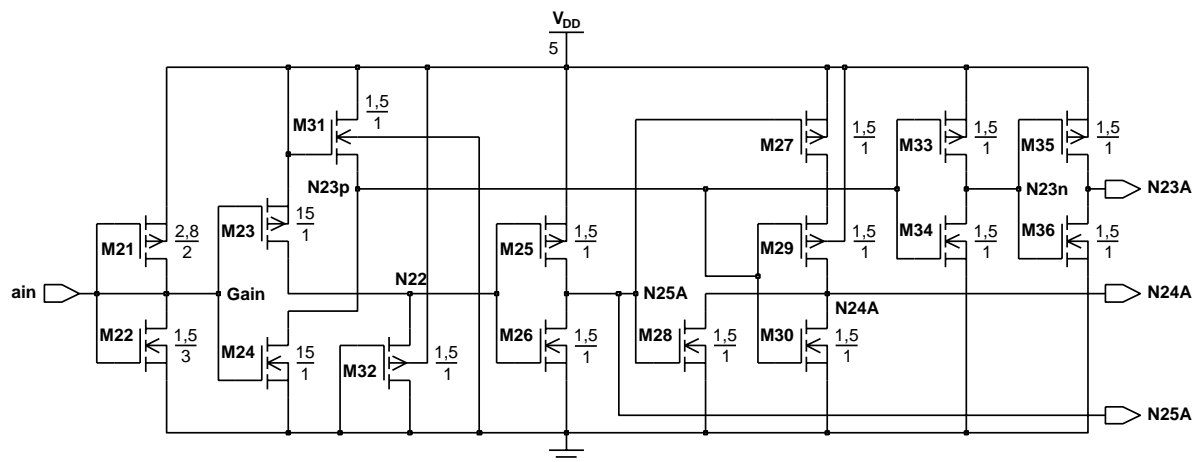 VDD
5
M31
1,5
1
M27
1,5
1
M33
1,5
1
M35
1,5
1
N23p
N23n
N23A
M21
2,8
2
M23
15
1
M25
1,5
1
M29
1,5
1
M34
1,5
1
M36
1,5
1
ain
Gain
N22
N25A
N24A
N24A
M22
1,5
3
M24
15
1
M32
1,5
1
M26
1,5
1
M28
1,5
1
M30
1,5
1
N25A